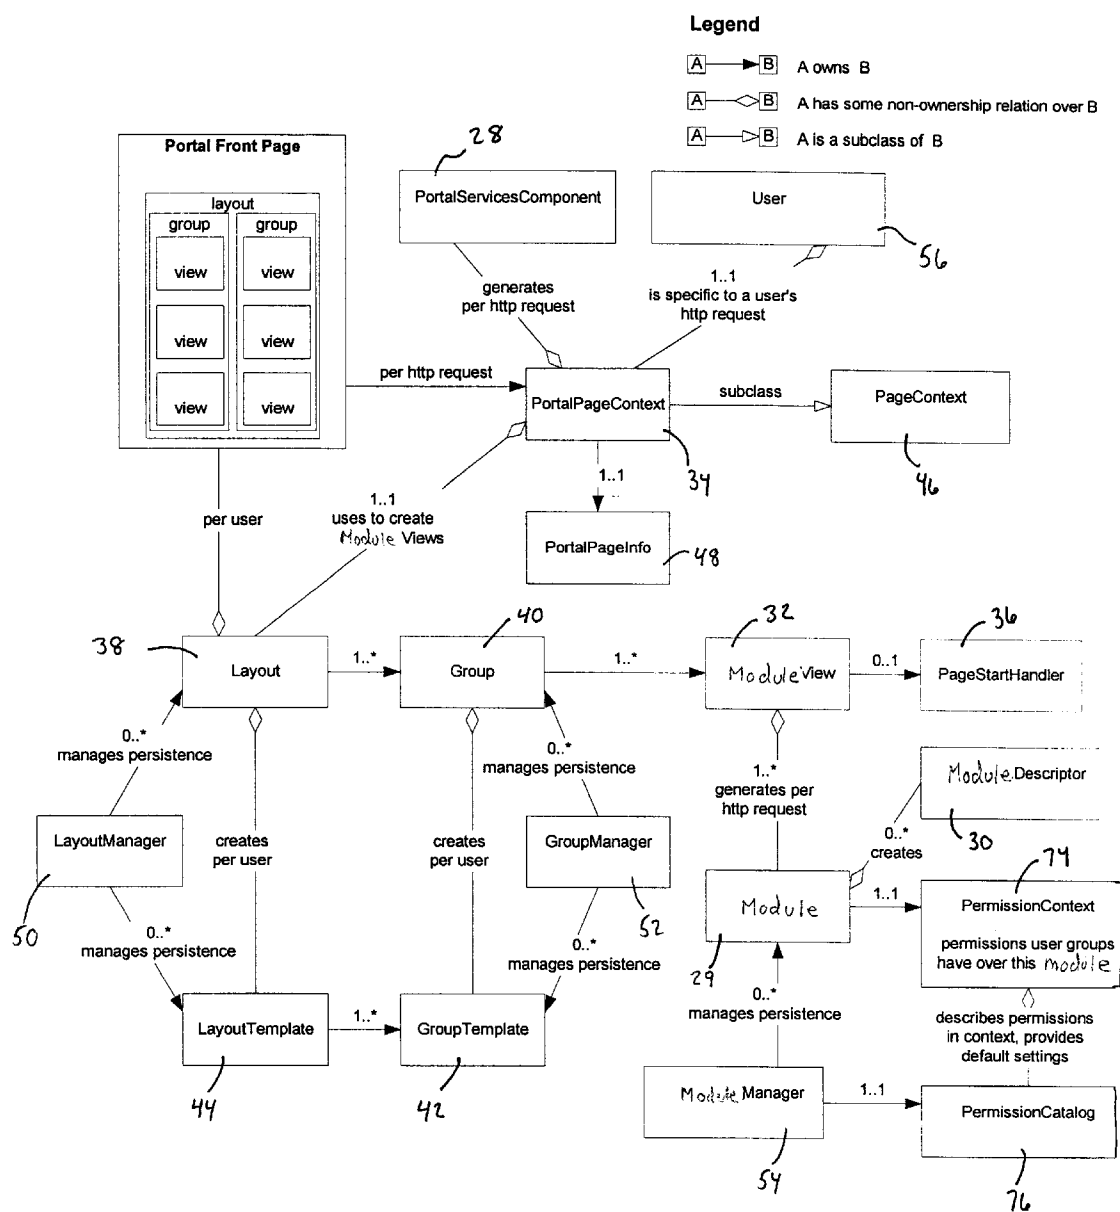 Legend
A B A owns B
A B A has some non-ownership relation over B
A B A is a subclass of B
Portal Front Page
layout
group group
view view
view view
view view
28
PortalServicesComponent
User
56
generates
per http request
1..1
is specific to a user's
http request
per http request
PortalPageContext
34
subclass
PageContext
46
1..1
PortalPageInfo
48
per user
1..1
uses to create
Module Views
38
Layout
1..*
40
Group
1..*
32
Module View
0..1
36
PageStartHandler
0..*
manages persistence
0..*
manages persistence
1..*
generates per
http request
Module Descriptor
30
0..*
creates
LayoutManager
50
creates
per user
creates
per user
GroupManager
52
Module
29
1..1
74
PermissionContext
permissions user groups
have over this module
0..*
manages persistence
0..*
manages persistence
0..*
manages persistence
describes permissions
in context, provides
default settings
LayoutTemplate
44
1..*
GroupTemplate
42
Module Manager
54
1..1
PermissionCatalog
76